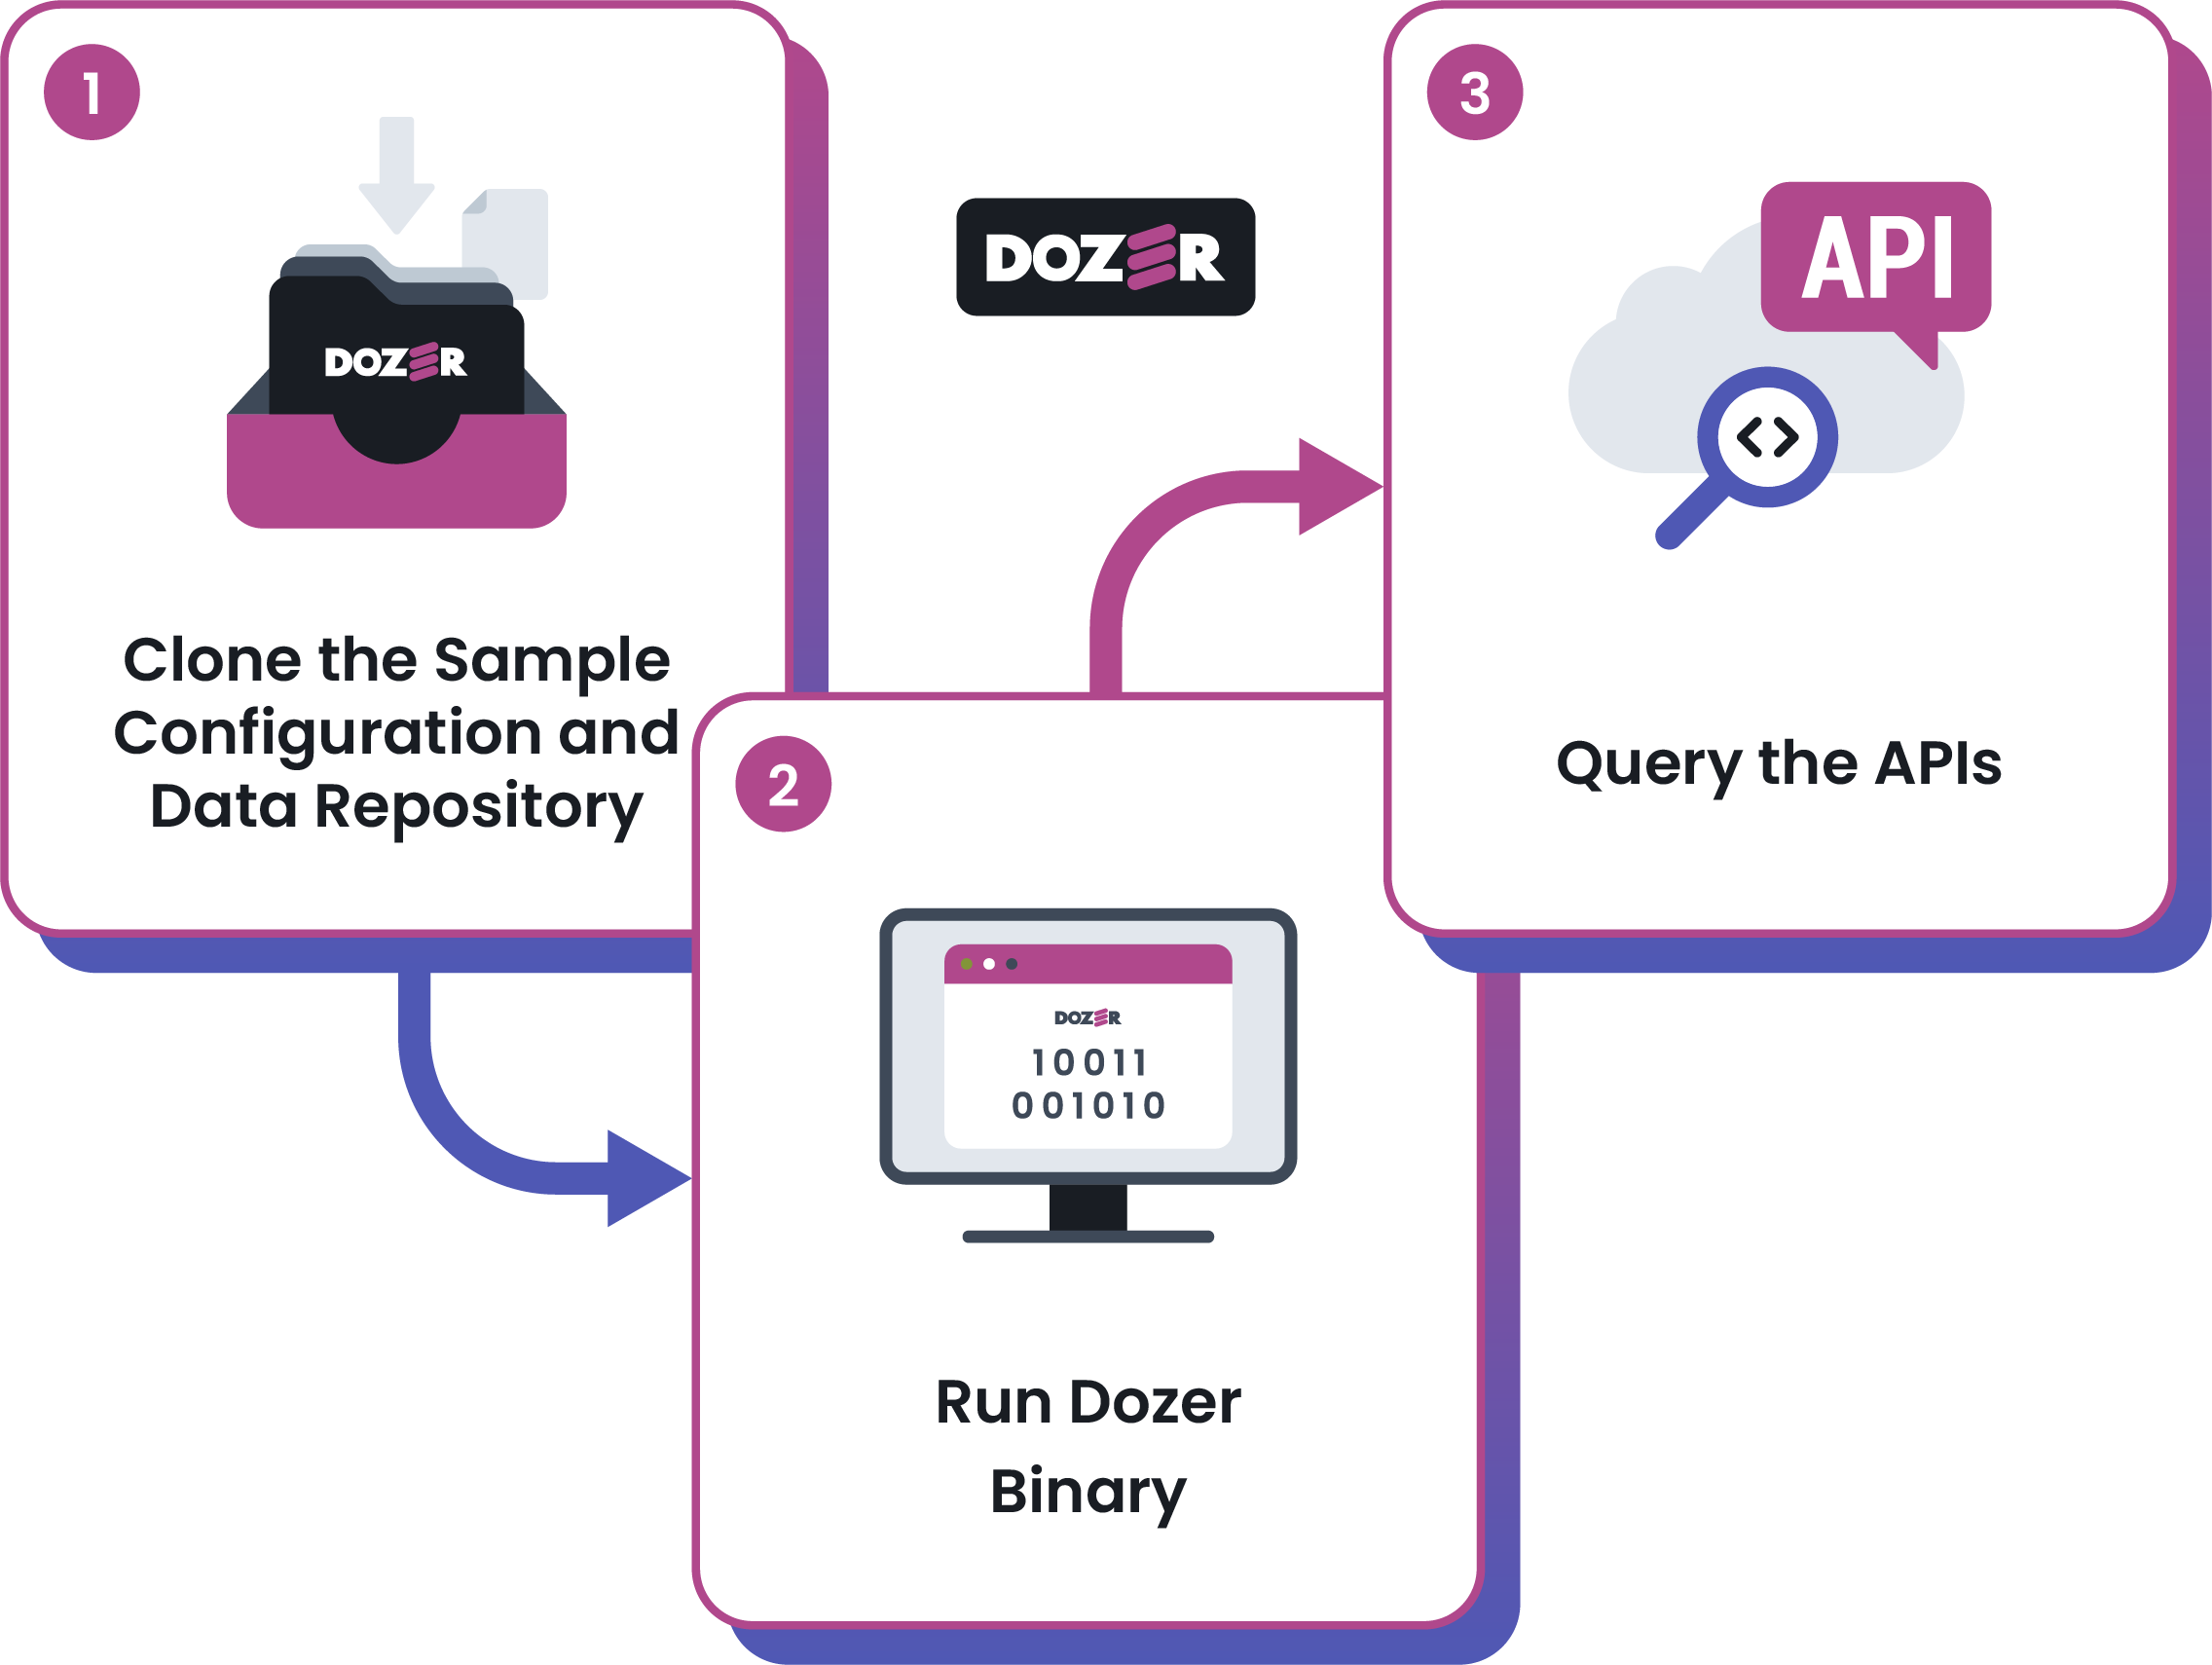 1
DOZER
Clone the Sample
Configuration and
Data Repository
DOZER
2
DOZER
10011
001010
Run Dozer
Binary
3
API
<>
Query the APIs